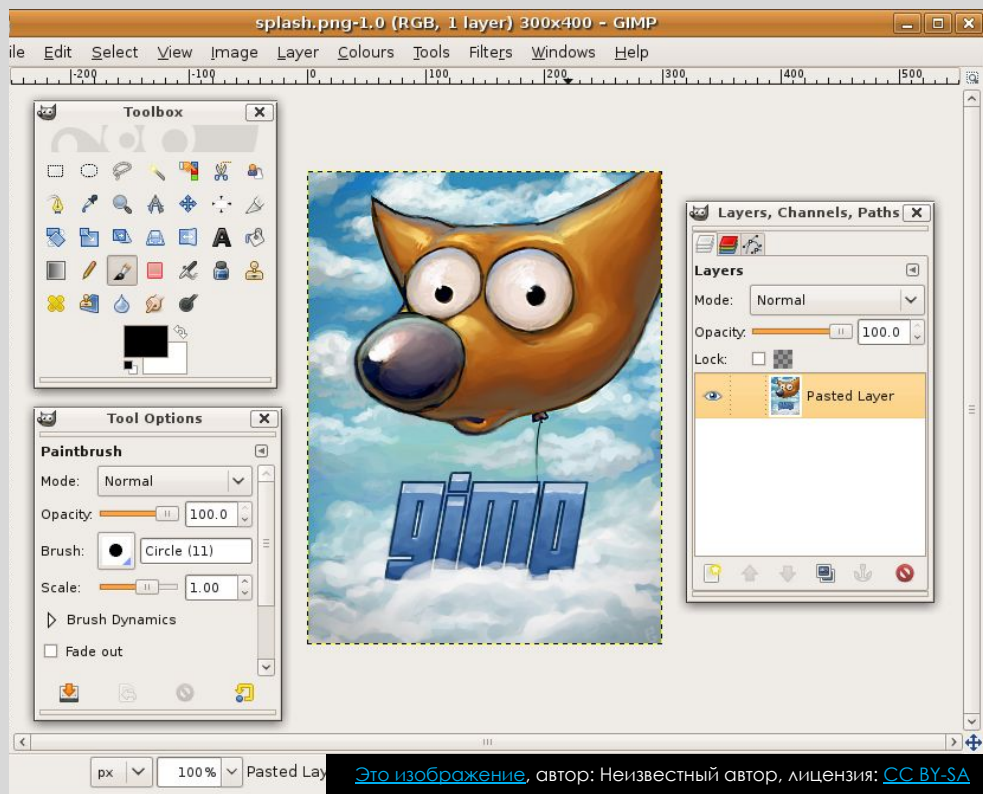 splash.png-1.0 (RGB, 1 layer) 300x400 – GIMP
ile Edit Select View Image Layer Colours Tools Filters Windows Help
-200 -100 0 100 200 300 400 500
Toolbox
Layers, Channels, Paths
Layers
Mode: Normal
Opacity: 100.0
Lock:
Pasted Layer
gimp
Tool Options
Paintbrush
Mode: Normal
Opacity: 100.0
Brush: Circle (11)
Scale: 1.00
Brush Dynamics
Fade out
px 100% Pasted Lay
Это изображение, автор: Неизвестный автор, лицензия: CC BY-SA